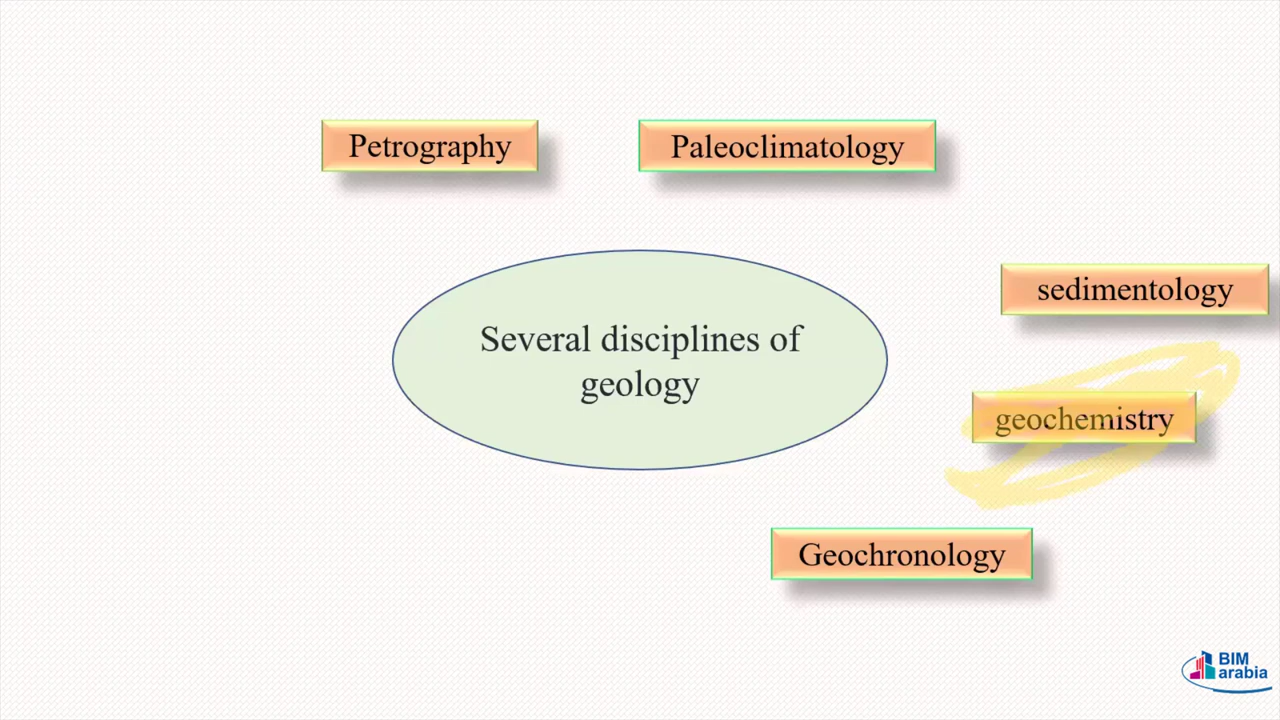 Petrography
Paleoclimatology
sedimentology
Several disciplines of
geology
geochemistry
Geochronology
BIM
arabia